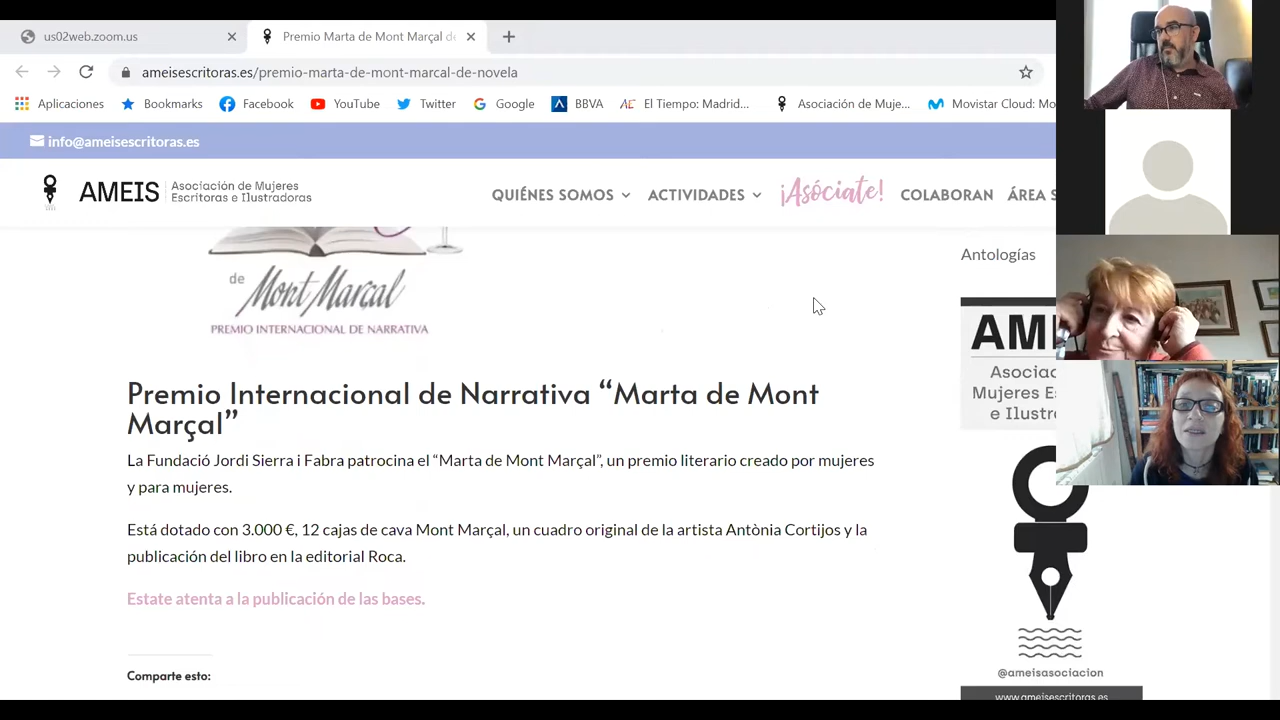 us02web.zoom.us
Premio Marta de Mont Marçal de
ameisescritoras.es/premio-marta-de-mont-marcal-de-novela
Aplicaciones Bookmarks Facebook YouTube Twitter Google BBVA El Tiempo: Madrid... Asociación de Muje... Movistar Cloud: Mo
info@ameisescritoras.es
AMEIS
Asociación de Mujeres
Escritoras e Ilustradoras
QUIÉNES SOMOS ACTIVIDADES ¡Asóciate! COLABORAN ÁREA S
de
Mont Marçal
PREMIO INTERNACIONAL DE NARRATIVA
Premio Internacional de Narrativa “Marta de Mont
Marçal”
La Fundació Jordi Sierra i Fabra patrocina el “Marta de Mont Marçal”, un premio literario creado por mujeres
y para mujeres.
Está dotado con 3.000 €, 12 cajas de cava Mont Marçal, un cuadro original de la artista Antònia Cortijos y la
publicación del libro en la editorial Roca.
Estate atenta a la publicación de las bases.
Comparte esto:
Antologías
AM
Asocia
Mujeres Es
e Ilustr
@ameisasociacion
www.ameisescritoras.es